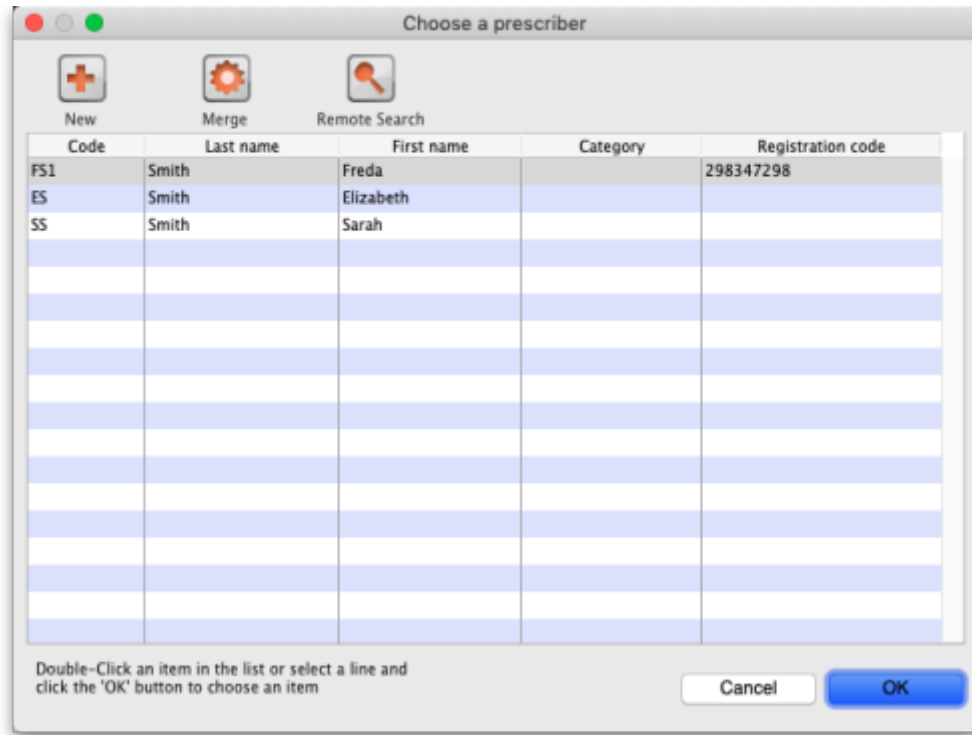 Choose a prescriber
New Merge Remote Search
Code Last name First name Category Registration code
FS1 Smith Freda 298347298
ES Smith Elizabeth
SS Smith Sarah
Double-Click an item in the list or select a line and
click the 'OK' button to choose an item
Cancel OK